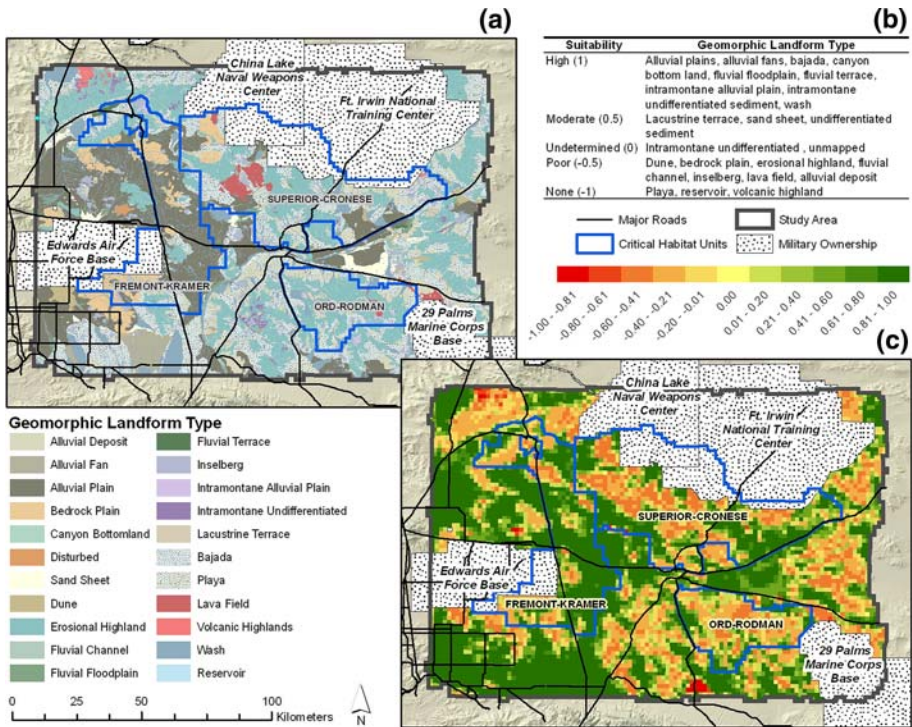 (a)
China Lake
Naval Weapons
Center
Ft. Irwin National
Training Center
SUPERIOR-CRONESE
Edwards Air
Force Base
FREMONT-KRAMER
ORD-RODMAN
29 Palms
Marine Corps
Base
(b)
Suitability Geomorphic Landform Type
High (1) Alluvial plains, alluvial fans, bajada, canyon
bottom land, fluvial floodplain, fluvial terrace,
intramontane alluvial plain, intramontane
undifferentiated sediment, wash
Moderate (0.5) Lacustrine terrace, sand sheet, undifferentiated
sediment
Undetermined (0) Intramontane undifferentiated , unmapped
Poor (-0.5) Dune, bedrock plain, erosional highland, fluvial
channel, inselberg, lava field, alluvial deposit
None (-1) Playa, reservoir, volcanic highland
Major Roads Study Area
Critical Habitat Units Military Ownership
-1.00 - -0.81
-0.80 - -0.61
-0.60 - -0.41
-0.40 - -0.21
-0.20 - -0.01
0.00
0.01 - 0.20
0.21 - 0.40
0.41 - 0.60
0.61 - 0.80
0.81 - 1.00
(c)
China Lake
Naval Weapons
Center
Ft. Irwin
National Training
Center
SUPERIOR-CRONESE
Edwards Air
Force Base
FREMONT-KRAMER
ORD-RODMAN
29 Palms
Marine Corps
Base
Geomorphic Landform Type
Alluvial Deposit
Alluvial Fan
Alluvial Plain
Bedrock Plain
Canyon Bottomland
Disturbed
Sand Sheet
Dune
Erosional Highland
Fluvial Channel
Fluvial Floodplain
Fluvial Terrace
Inselberg
Intramontane Alluvial Plain
Intramontane Undifferentiated
Lacustrine Terrace
Bajada
Playa
Lava Field
Volcanic Highlands
Wash
Reservoir
0 25 50 100
Kilometers
N